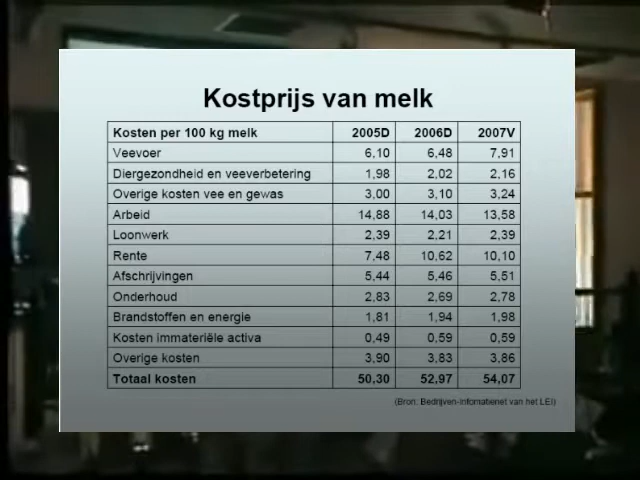 Kostprijs van melk
Kosten per 100 kg melk 2005D 2006D 2007V
Veevoer 6,10 6,48 7,91
Diergezondheid en veeverbetering 1,98 2,02 2,16
Overige kosten vee en gewas 3,00 3,10 3,24
Arbeid 14,88 14,03 13,58
Loonwerk 2,39 2,21 2,39
Rente 7,48 10,62 10,10
Afschrijvingen 5,44 5,46 5,51
Onderhoud 2,83 2,69 2,78
Brandstoffen en energie 1,81 1,94 1,98
Kosten immateriële activa 0,49 0,59 0,59
Overige kosten 3,90 3,83 3,86
Totaal kosten 50,30 52,97 54,07
(Bron: Bedrijven-Infomatienet van het LEI)